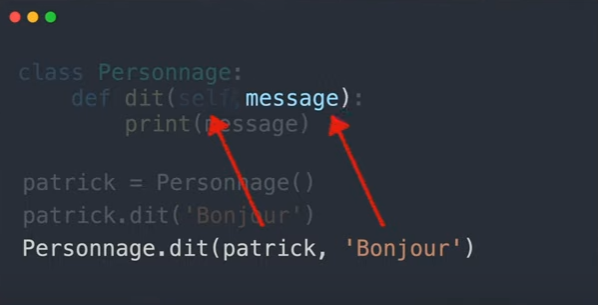 class Personnage:
def dit(self, message):
print(message)
patrick = Personnage()
patrick.dit('Bonjour')
Personnage.dit(patrick, 'Bonjour')